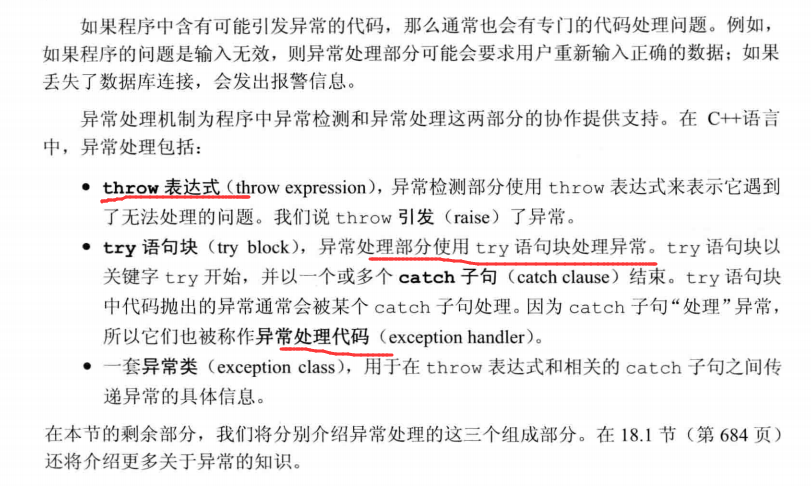 如果程序中含有可能引发异常的代码，那么通常也会有专门的代码处理问题。例如，
如果程序的问题是输入无效，则异常处理部分可能会要求用户重新输入正确的数据；如果
丢失了数据库连接，会发出报警信息。
异常处理机制为程序中异常检测和异常处理这两部分的协作提供支持。在 C++语言
中，异常处理包括：
• throw 表达式（throw expression），异常检测部分使用 throw 表达式来表示它遇到
了无法处理的问题。我们说 throw 引发（raise）了异常。
• try 语句块（try block），异常处理部分使用 try 语句块处理异常。try 语句块以
关键字 try 开始，并以一个或多个 catch 子句（catch clause）结束。try 语句块
中代码抛出的异常通常会被某个 catch 子句处理。因为 catch 子句“处理”异常，
所以它们也被称作异常处理代码（exception handler）。
• 一套异常类（exception class），用于在 throw 表达式和相关的 catch 子句之间传
递异常的具体信息。
在本节的剩余部分，我们将分别介绍异常处理的这三个组成部分。在 18.1 节（第 684 页）
还将介绍更多关于异常的知识。